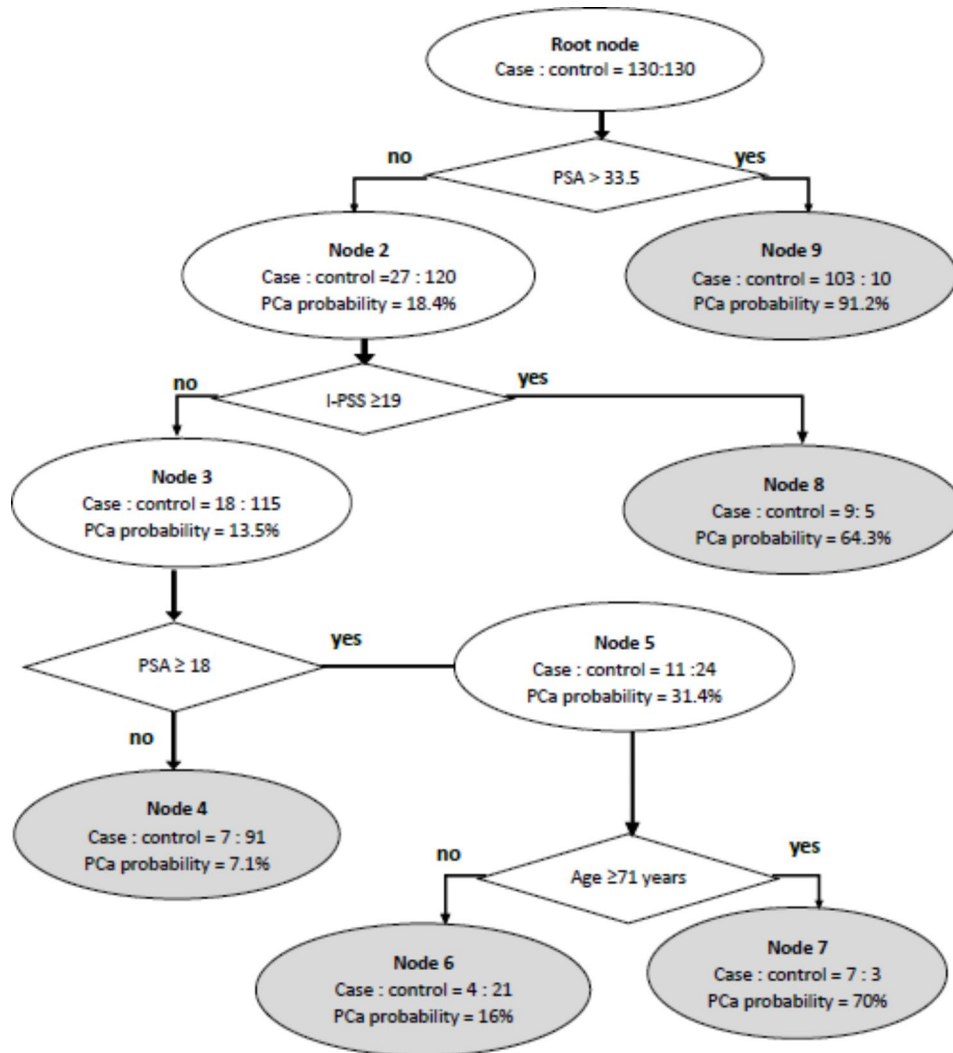 Root node
Case : control = 130:130
no
yes
PSA > 33.5
Node 2
Case : control =27 : 120
PCa probability = 18.4%
Node 9
Case : control = 103 : 10
PCa probability = 91.2%
no
yes
I-PSS ≥19
Node 3
Case : control = 18 : 115
PCa probability = 13.5%
Node 8
Case : control = 9: 5
PCa probability = 64.3%
PSA ≥ 18
yes
Node 5
Case : control = 11 :24
PCa probability = 31.4%
no
Node 4
Case : control = 7 : 91
PCa probability = 7.1%
no
yes
Age ≥71 years
Node 6
Case : control = 4 : 21
PCa probability = 16%
Node 7
Case : control = 7 : 3
PCa probability = 70%